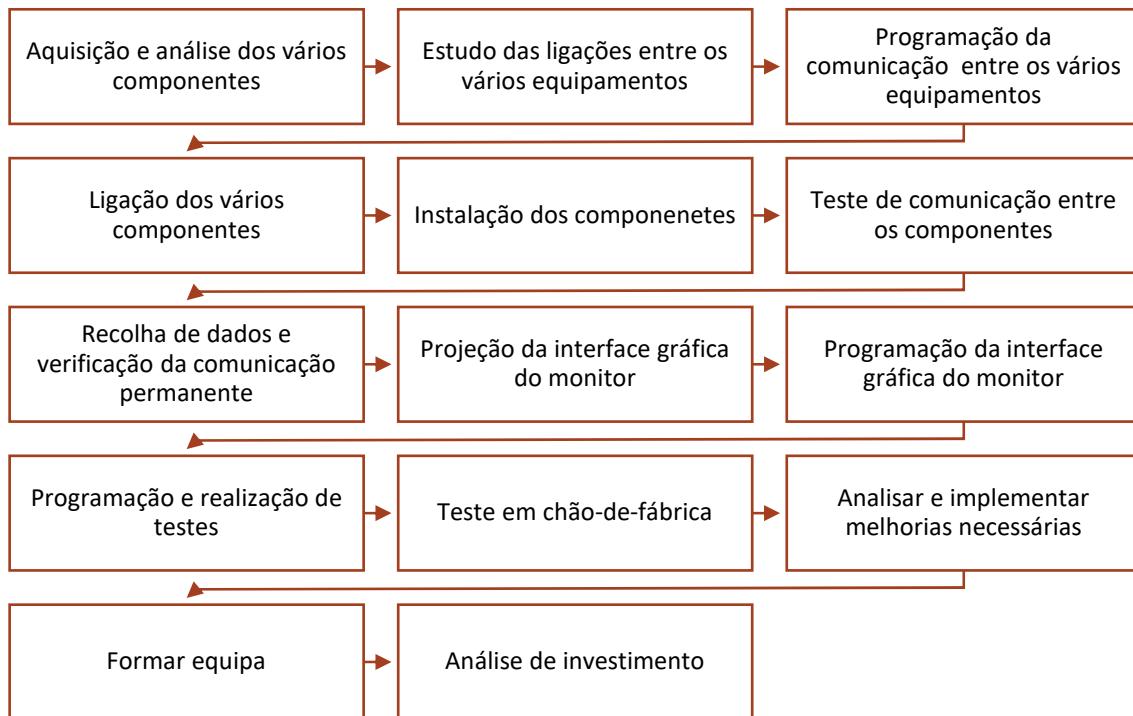 Aquisição e análise dos vários
componentes
Estudo das ligações entre os
vários equipamentos
Programação da
comunicação  entre os vários
equipamentos
Ligação dos vários
componentes
Instalação dos componenetes
Teste de comunicação entre
os componentes
Recolha de dados e
verificação da comunicação
permanente
Projeção da interface gráfica
do monitor
Programação da interface
gráfica do monitor
Programação e realização de
testes
Teste em chão-de-fábrica
Analisar e implementar
melhorias necessárias
Formar equipa
Análise de investimento